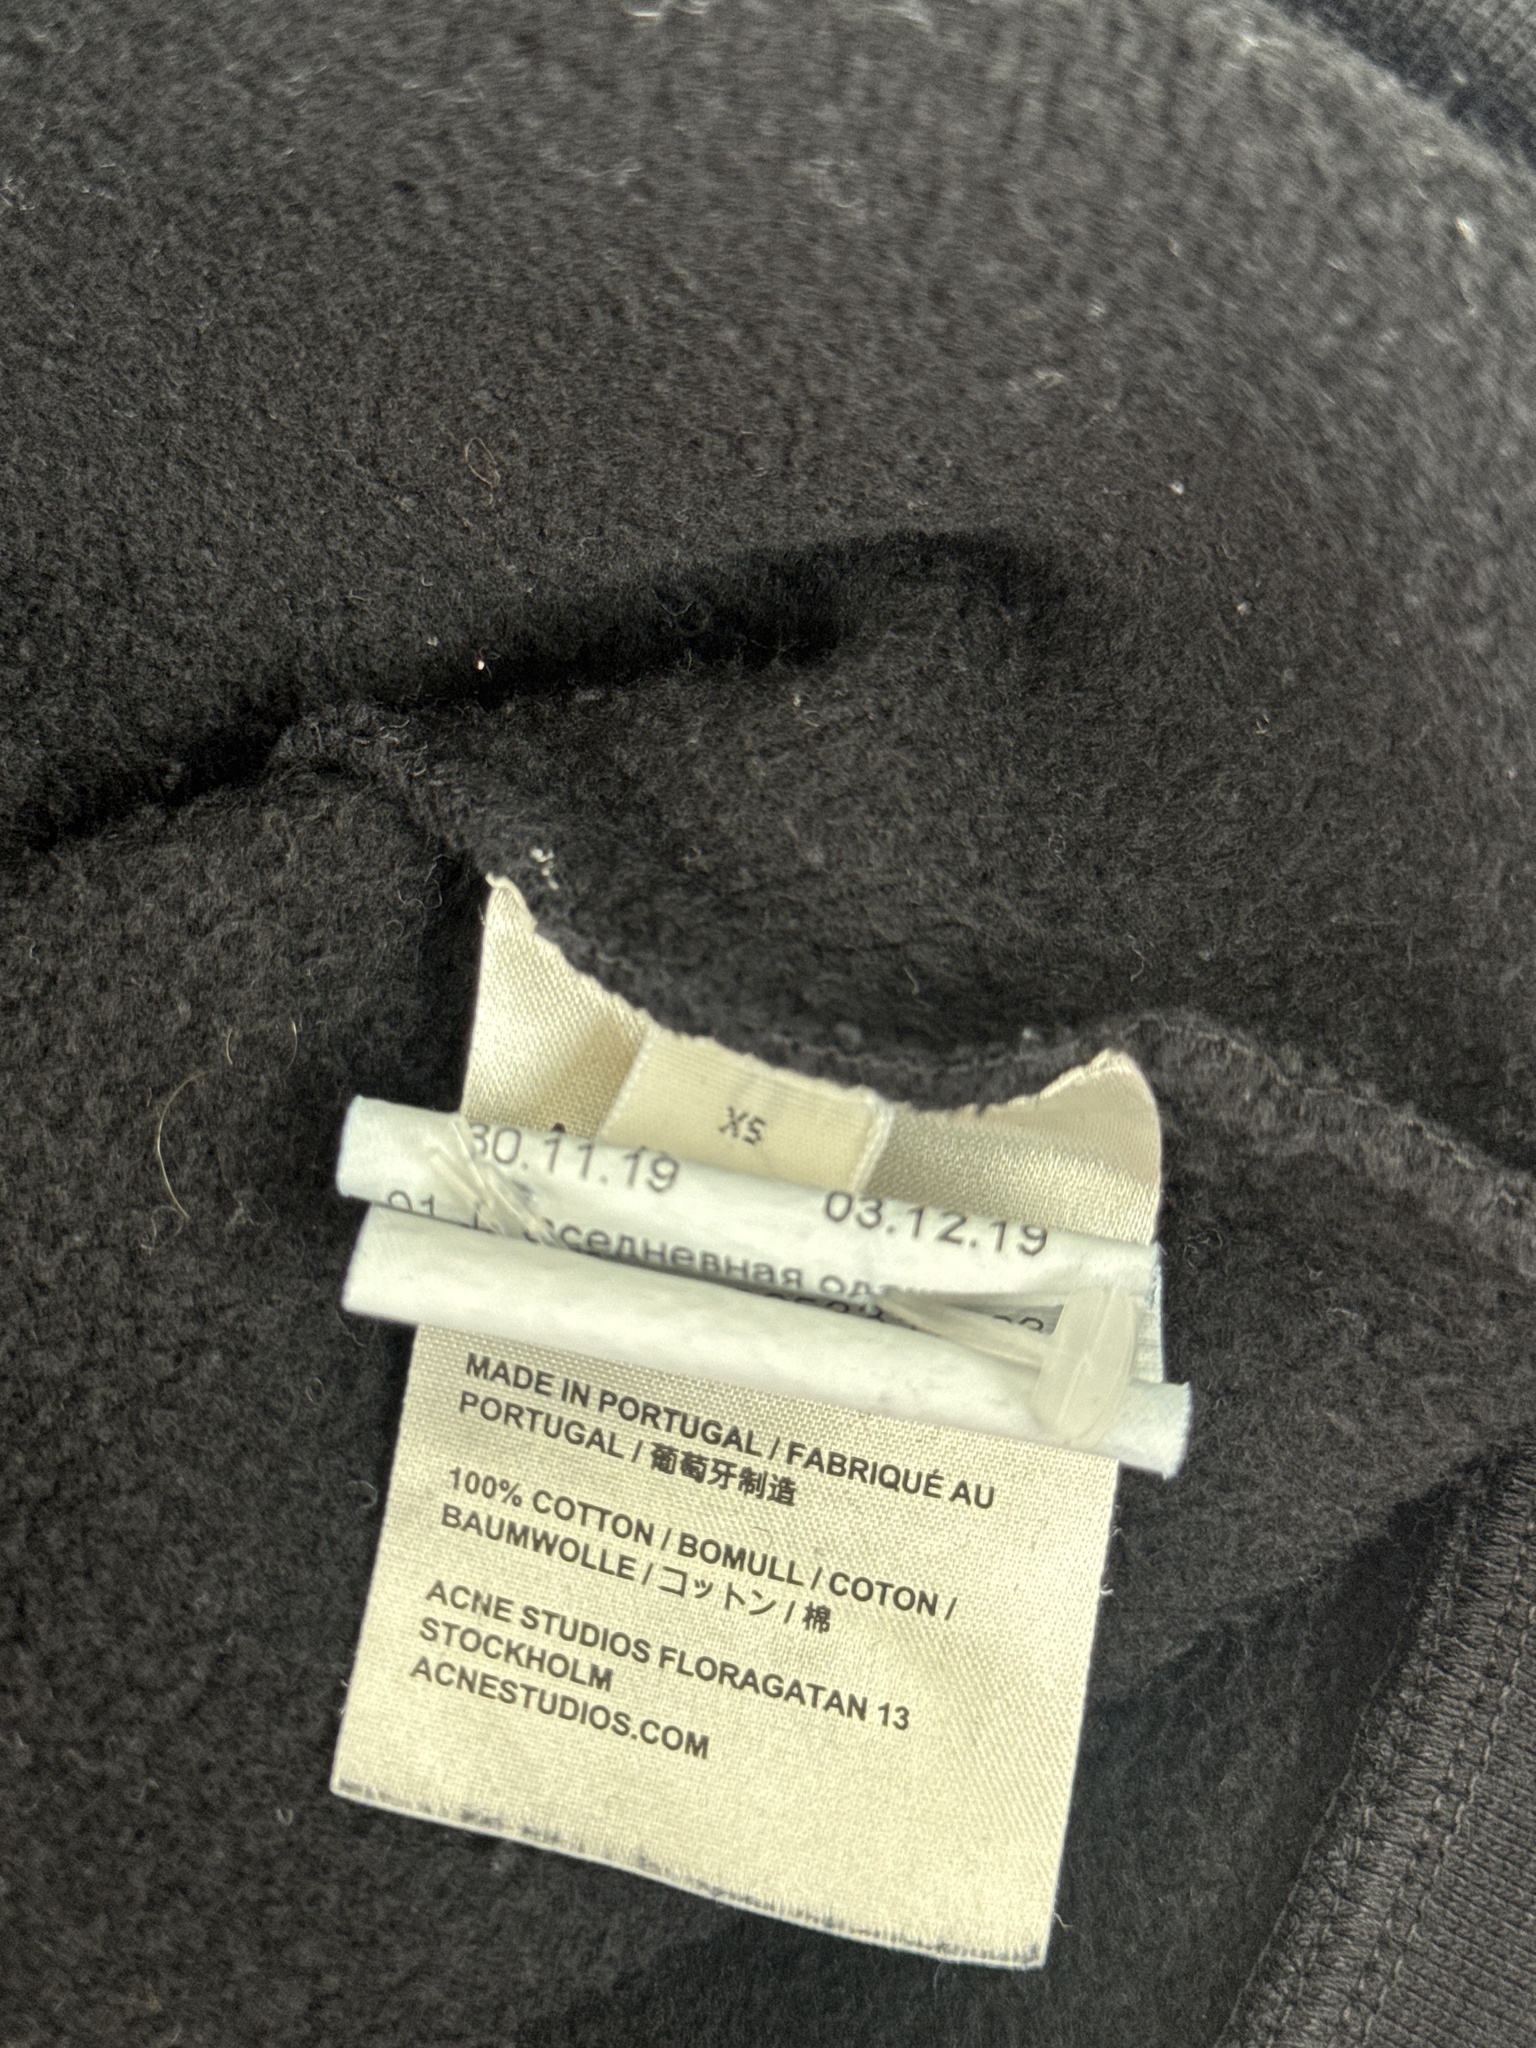 XS
30.11.19 03.12.19
MADE IN PORTUGAL / FABRIQUÉ AU
PORTUGAL / 葡萄牙制造
100% COTTON / BOMULL / COTON /
BAUMWOLLE / コットン / 棉
ACNE STUDIOS FLORAGATAN 13
STOCKHOLM
ACNESTUDIOS.COM